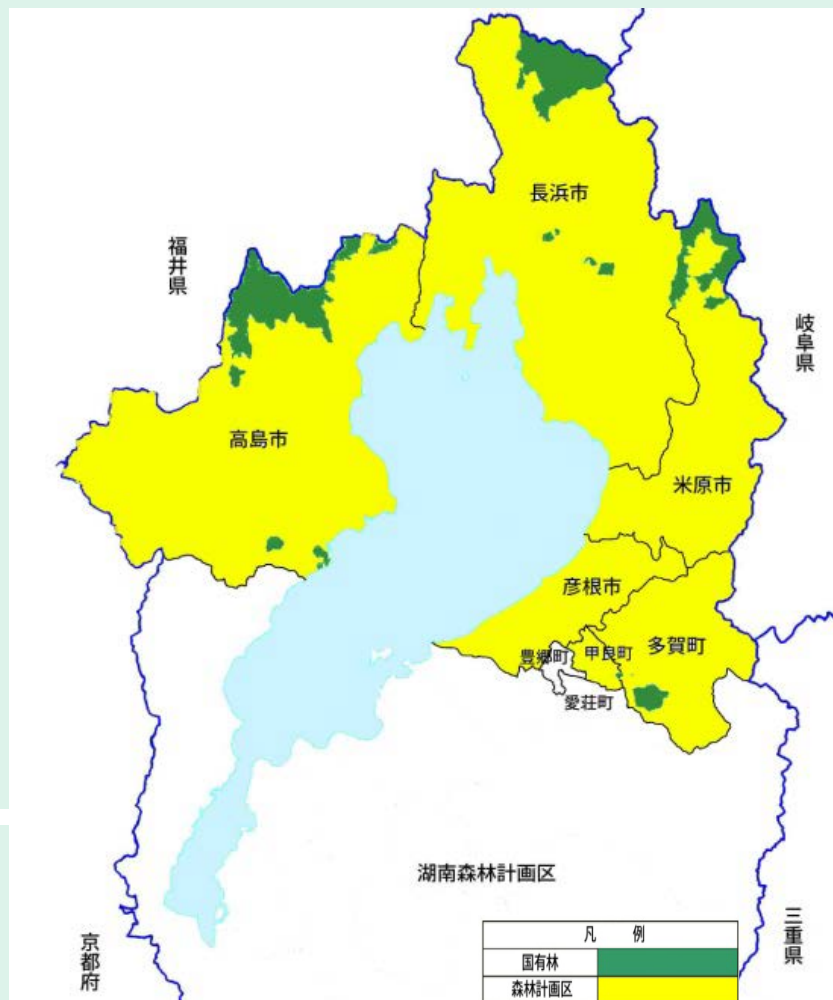 長浜市
福井県
岐阜県
高島市
米原市
彦根市
豊郷町
甲良町
多賀町
愛荘町
湖南森林計画区
京都府
三重県
凡 例
国有林
森林計画区